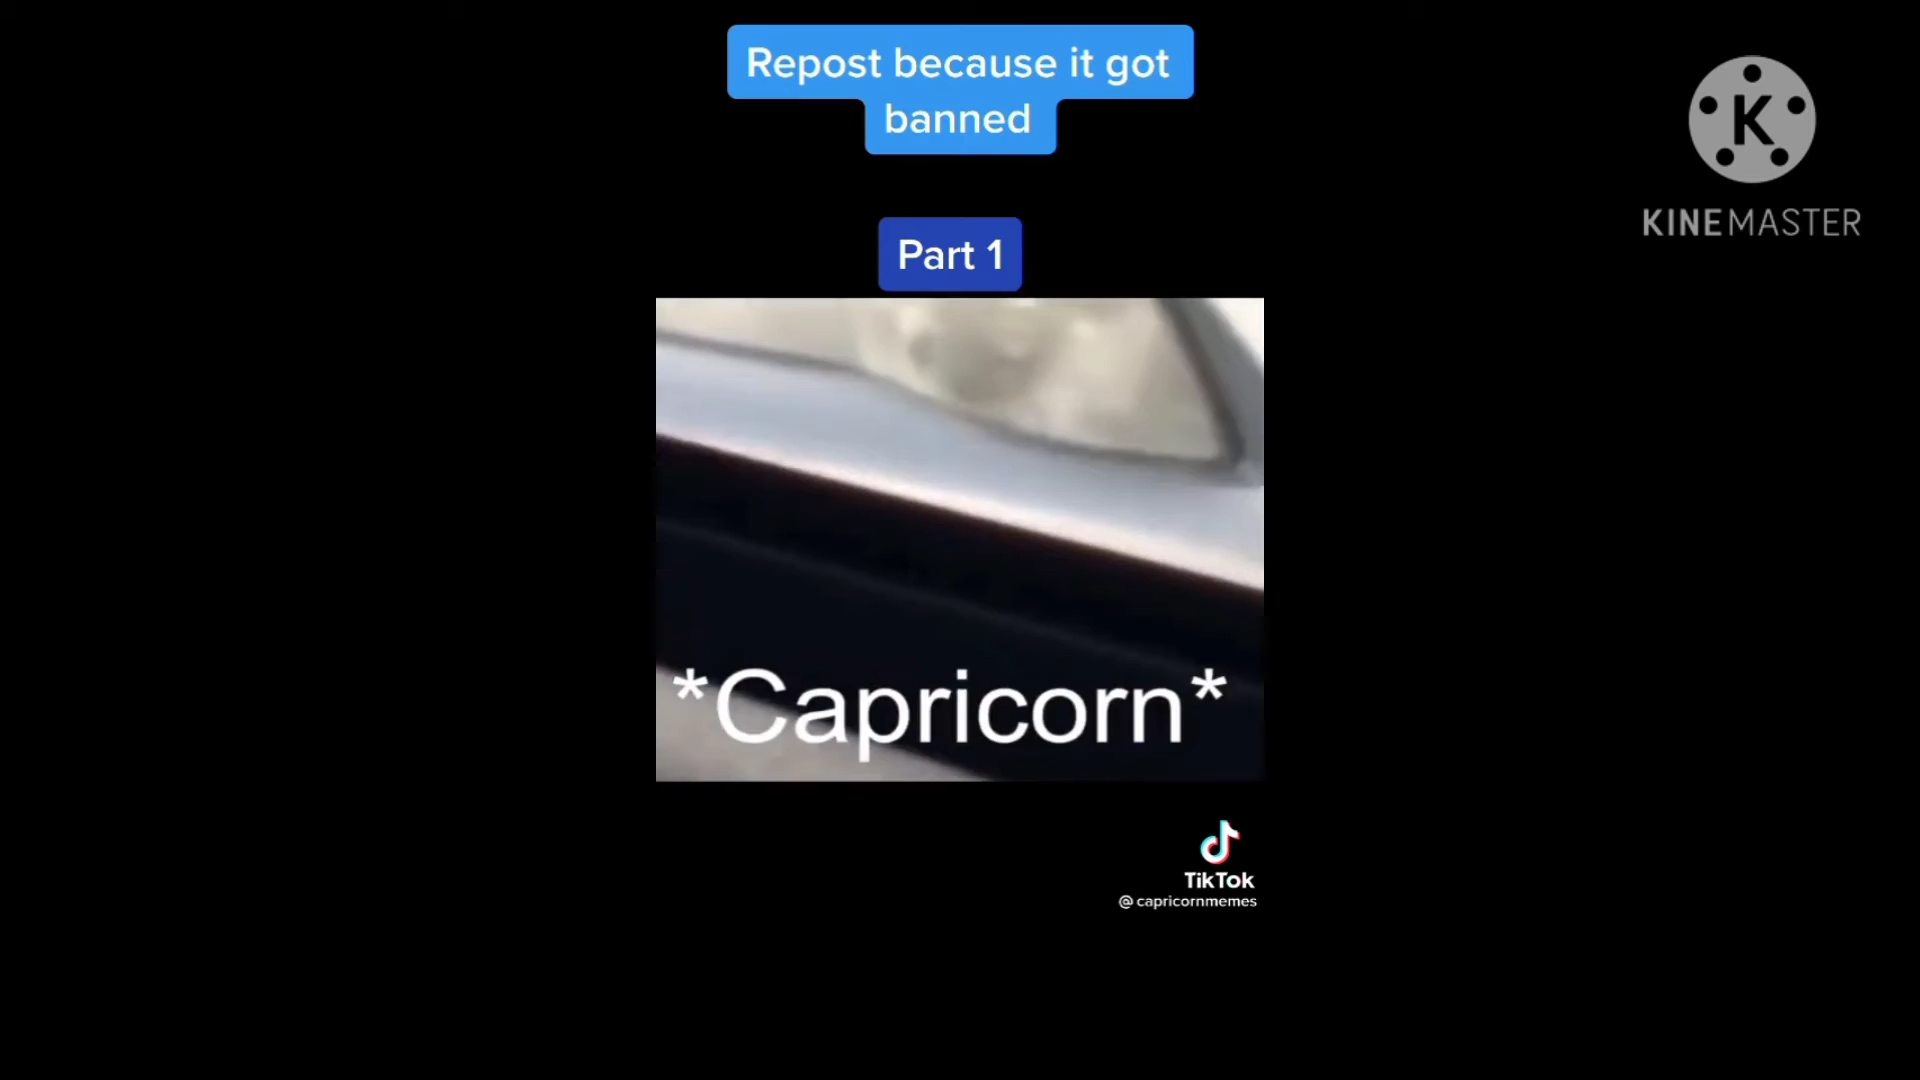 Repost because it got
banned
K
KINEMASTER
Part 1
*Capricorn*
TikTok
@capricornmemes